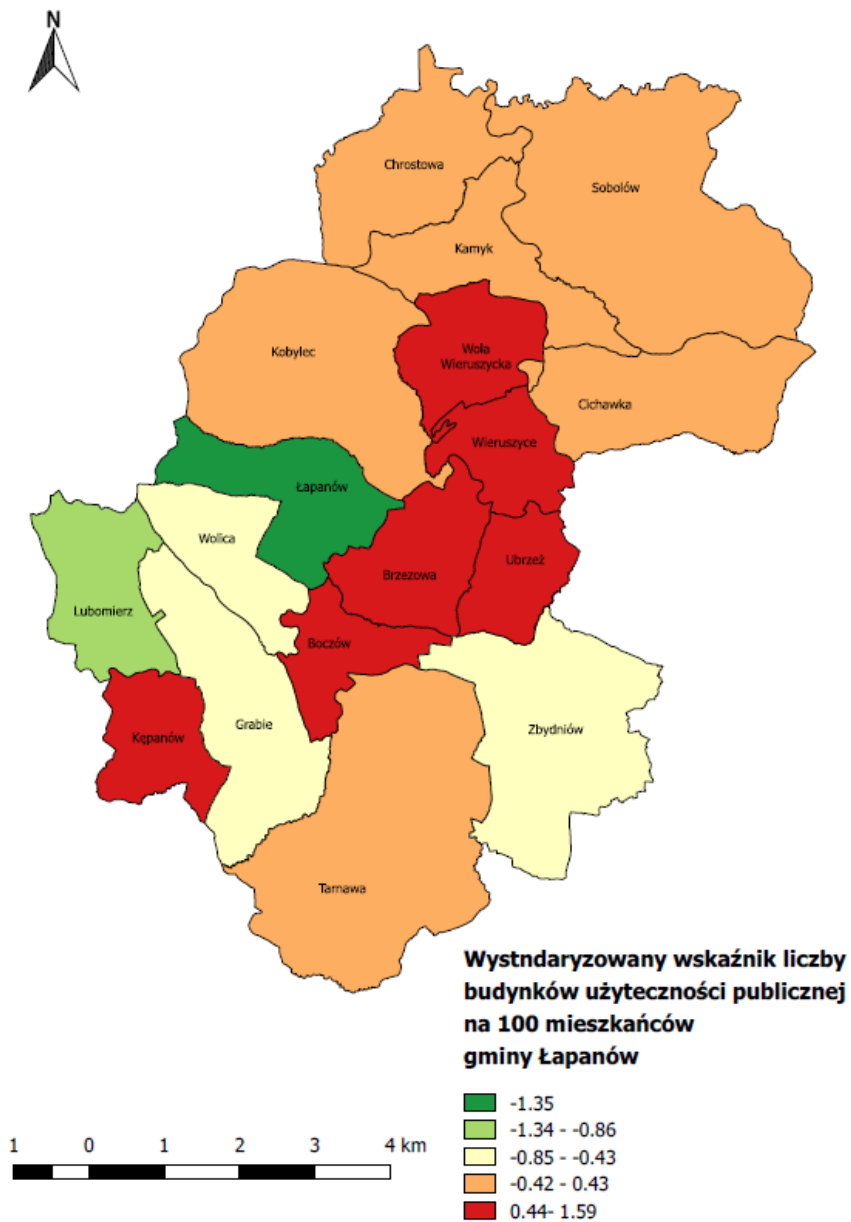 N
Chrostowa
Sobolów
Kamyk
Kobylec
Wola
Wieruszycka
Cichawka
Wieruszyce
Łapanów
Wolica
Ubrzeż
Brzezowa
Lubomierz
Boczów
Grabie
Zbydniów
Kępanów
Tarnawa
Wystndaryzowany wskaźnik liczby
budynków użyteczności publicznej
na 100 mieszkańców
gminy Łapanów
-1.35
-1.34 - -0.86
-0.85 - -0.43
-0.42 - 0.43
0.44- 1.59
1 0 1 2 3 4 km